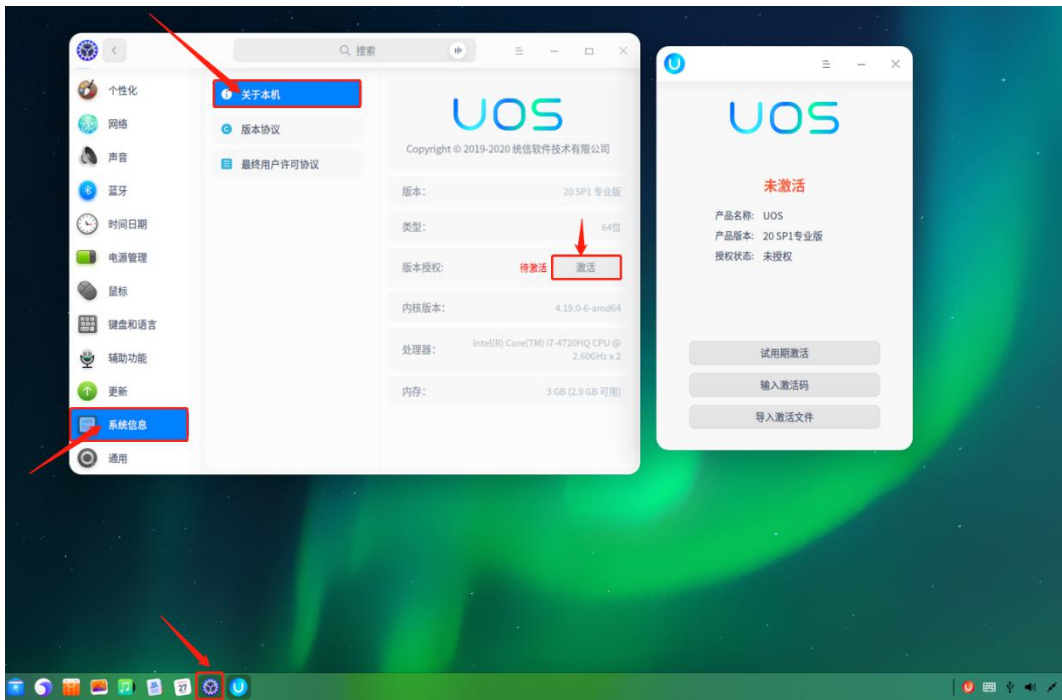 搜索
个性化
网络
声音
蓝牙
时间日期
电源管理
鼠标
键盘和语言
辅助功能
更新
系统信息
通用
关于本机
版本协议
最终用户许可协议
UOS
Copyright © 2019-2020 统信软件技术有限公司
版本: 20 SP1 专业版
类型: 64位
版本授权: 待激活 激活
内核版本: 4.19.0-6-amd64
处理器: Intel(R) Core(TM) i7-4720HQ CPU @
2.60GHz x 2
内存: 3 GB (2.9 GB 可用)
UOS
未激活
产品名称: UOS
产品版本: 20 SP1专业版
授权状态: 未授权
试用期激活
输入激活码
导入激活文件
27